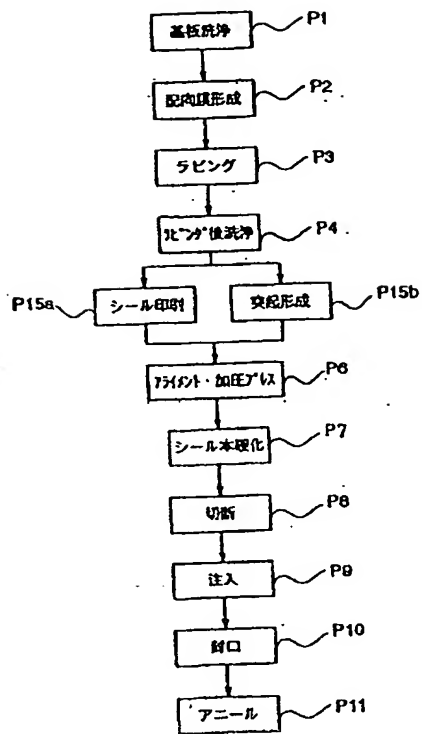 基板洗浄
P1
配向膜形成
P2
ラビング
P3
ﾗﾋﾞﾝｸﾞ後洗浄
P4
P15a
シール印刷
突起形成
P15b
ｱﾗｲﾒﾝﾄ・加圧ﾌﾟﾚｽ
P6
シール本硬化
P7
切断
P8
注入
P9
封口
P10
アニール
P11